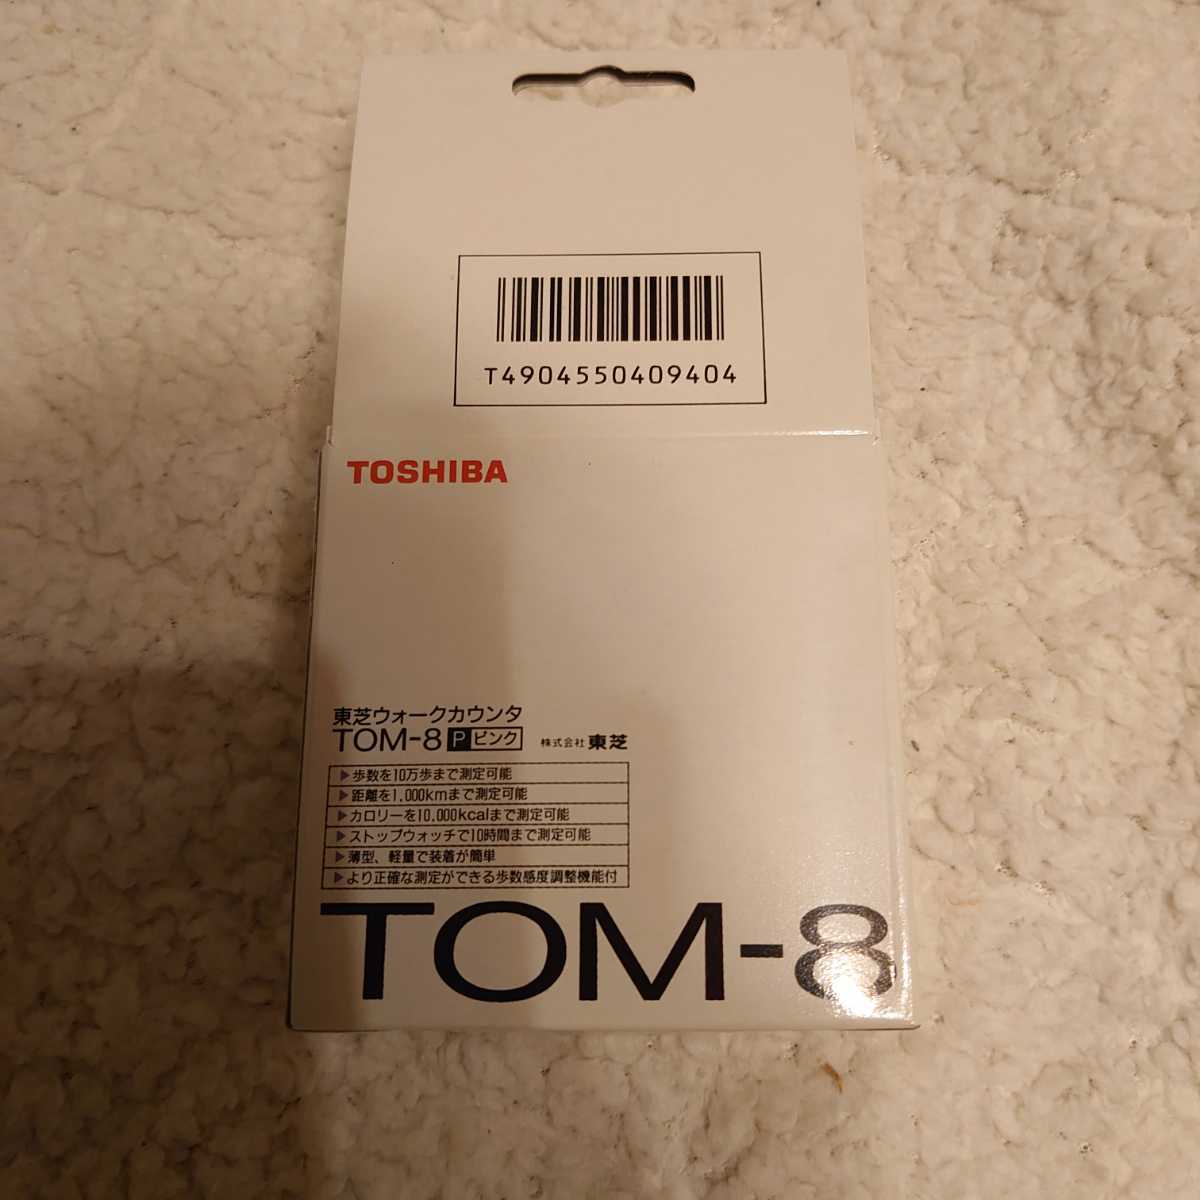 T4904550409404
TOSHIBA
東芝ウォークカウンタ
TOM-8 P ピンク 株式会社 東芝
▶歩数を10万歩まで測定可能
▶距離を1,000kmまで測定可能
▶カロリーを10,000kcalまで測定可能
▶ストップウォッチで10時間まで測定可能
▶薄型、軽量で装着が簡単
▶より正確な測定ができる歩数感度調整機能付
TOM-8